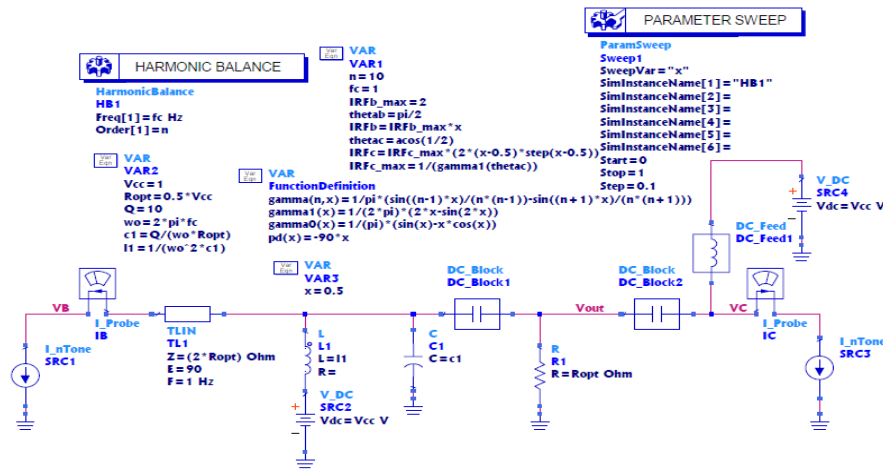 HARMONIC BALANCE
HarmonicBalance
HB1
Freq[1]=fc Hz
Order[1]=n
Var
Eqn
VAR
VAR1
n=10
fc=1
IRFb_max=2
thetab=pi/2
IRFb=IRFb_max*x
thetac=acos(1/2)
IRFc=IRFc_max*(2*(x-0.5)*step(x-0.5))
IRFc_max=1/(gamma1(thetac))
PARAMETER SWEEP
ParamSweep
Sweep1
SweepVar="x"
SimInstanceName[1]="HB1"
SimInstanceName[2]=
SimInstanceName[3]=
SimInstanceName[4]=
SimInstanceName[5]=
SimInstanceName[6]=
Start=0
Stop=1
Step=0.1
Var
Eqn
VAR
VAR2
Vcc=1
Ropt=0.5*Vcc
Q=10
wo=2*pi*fc
c1=Q/(wo*Ropt)
l1=1/(wo^2*c1)
Var
Eqn
VAR
FunctionDefinition
gamma(n,x)=1/pi*(sin((n-1)*x)/(n*(n-1))-sin((n+1)*x)/(n*(n+1)))
gamma1(x)=1/(2*pi)*(2*x-sin(2*x))
gamma0(x)=1/(pi)*(sin(x)-x*cos(x))
pd(x)=-90*x
Var
Eqn
VAR
VAR3
x=0.5
V_DC
SRC4
Vdc=Vcc V
DC_Feed
DC_Feed1
DC_Block
DC_Block1
DC_Block
DC_Block2
VB
I_Probe
IB
Vout
VC
I_Probe
IC
I_nTone
SRC1
TLIN
TL1
Z=(2*Ropt) Ohm
E=90
F=1 Hz
L
L1
L=l1
R=
C
C1
C=c1
R
R1
R=Ropt Ohm
I_nTone
SRC3
V_DC
SRC2
Vdc=Vcc V